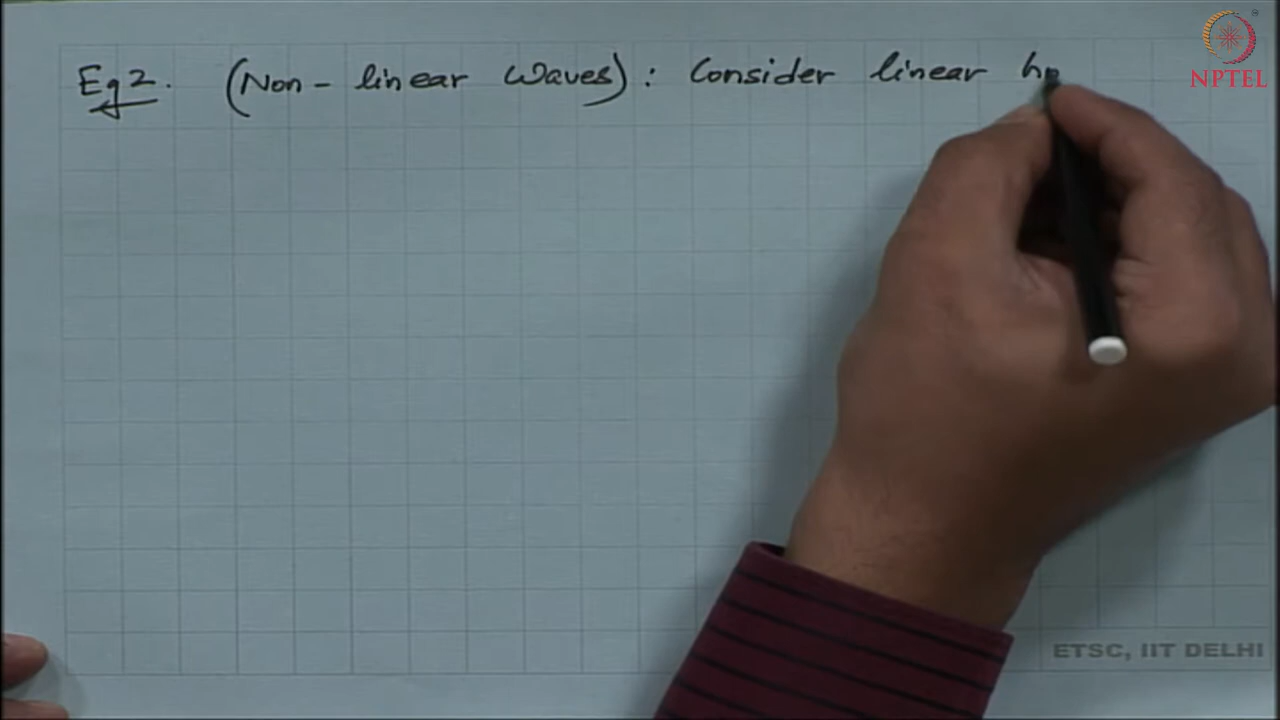 Eg 2. (Non-linear Waves) : Consider linear
NPTEL
ETSC, IIT DELHI